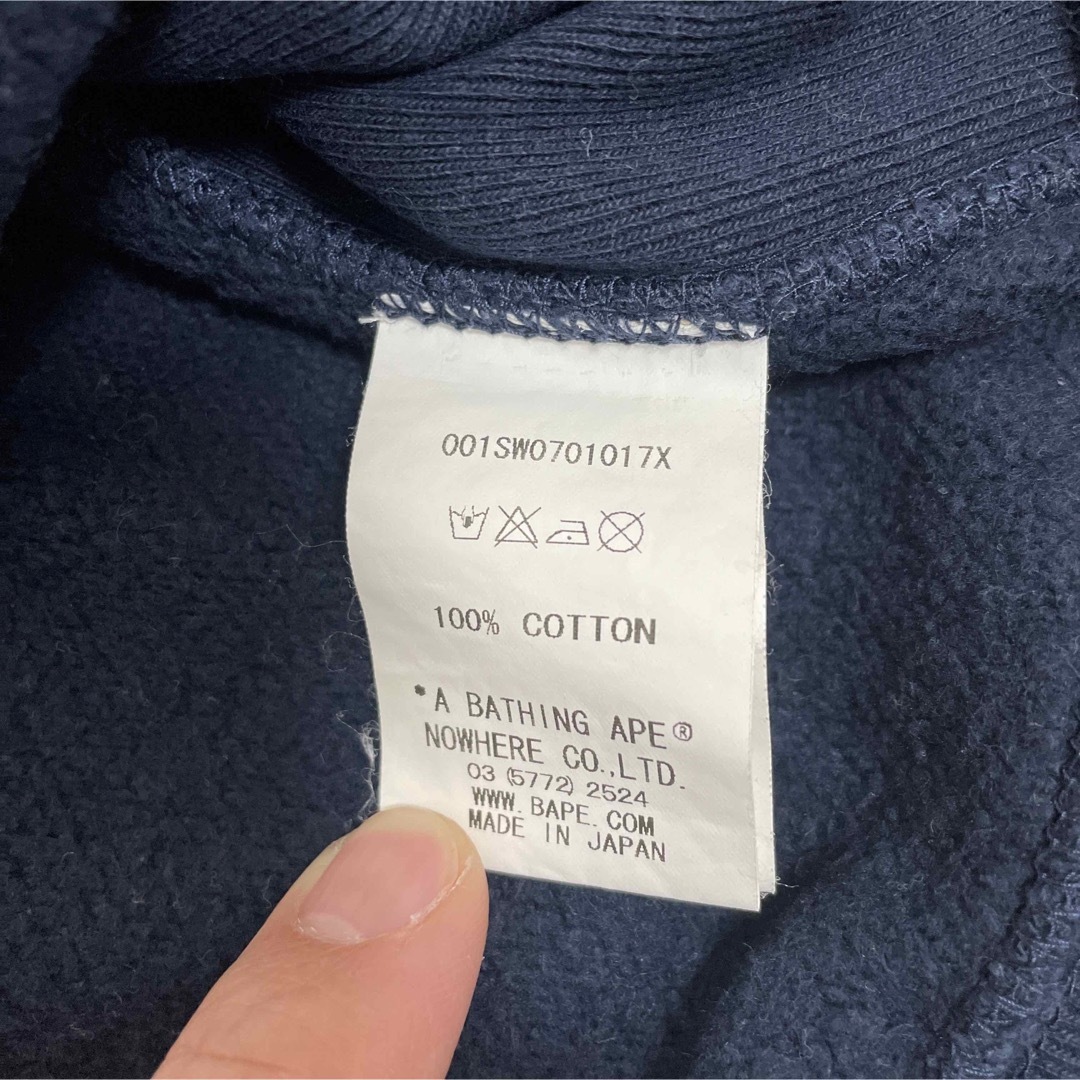 001SW0701017X
100% COTTON
*A BATHING APE®
NOWHERE CO.,LTD.
03 (5772) 2524
WWW.BAPE.COM
MADE IN JAPAN